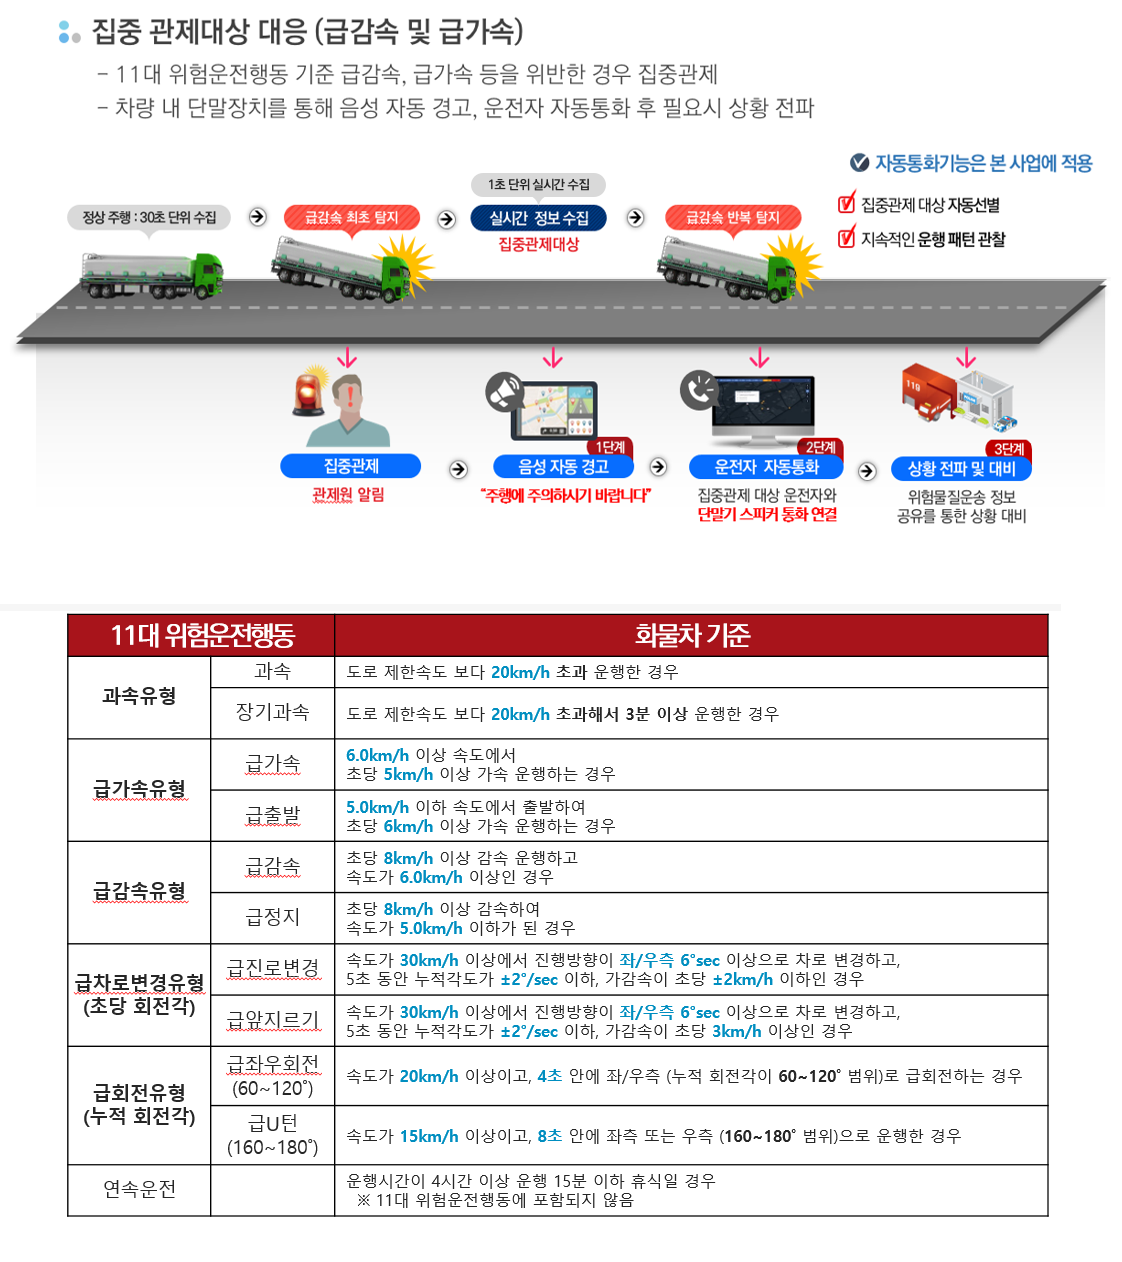 집중 관제대상 대응 (급감속 및 급가속)
- 11대 위험운전행동 기준 급감속, 급가속 등을 위반한 경우 집중관제
- 차량 내 단말장치를 통해 음성 자동 경고, 운전자 자동통화 후 필요시 상황 전파
자동통화기능은 본 사업에 적용
집중관제 대상 자동선별
지속적인 운행 패턴 관찰
1초 단위 실시간 수집
정상 주행 : 30초 단위 수집
급감속 최초 탐지
실시간 정보 수집
급감속 반복 탐지
집중관제대상
119
1단계
2단계
3단계
집중관제
음성 자동 경고
운전자 자동통화
상황 전파 및 대비
관제원 알림
“주행에 주의하시기 바랍니다”
집중관제 대상 운전자와
단말기 스피커 통화 연결
위험물질운송 정보
공유를 통한 상황 대비
11대 위험운전행동
화물차 기준
과속유형
과속
도로 제한속도 보다 20km/h 초과 운행한 경우
장기과속
도로 제한속도 보다 20km/h 초과해서 3분 이상 운행한 경우
급가속유형
급가속
6.0km/h 이상 속도에서
초당 5km/h 이상 가속 운행하는 경우
급출발
5.0km/h 이하 속도에서 출발하여
초당 6km/h 이상 가속 운행하는 경우
급감속유형
급감속
초당 8km/h 이상 감속 운행하고
속도가 6.0km/h 이상인 경우
급정지
초당 8km/h 이상 감속하여
속도가 5.0km/h 이하가 된 경우
급차로변경유형
(초당 회전각)
급진로변경
속도가 30km/h 이상에서 진행방향이 좌/우측 6°sec 이상으로 차로 변경하고,
5초 동안 누적각도가 ±2°/sec 이하, 가감속이 초당 ±2km/h 이하인 경우
급앞지르기
속도가 30km/h 이상에서 진행방향이 좌/우측 6°sec 이상으로 차로 변경하고,
5초 동안 누적각도가 ±2°/sec 이하, 가감속이 초당 3km/h 이상인 경우
급회전유형
(누적 회전각)
급좌우회전
(60~120°)
속도가 20km/h 이상이고, 4초 안에 좌/우측 (누적 회전각이 60~120° 범위)로 급회전하는 경우
급U턴
(160~180°)
속도가 15km/h 이상이고, 8초 안에 좌측 또는 우측 (160~180° 범위)으로 운행한 경우
연속운전
운행시간이 4시간 이상 운행 15분 이하 휴식일 경우
※ 11대 위험운전행동에 포함되지 않음